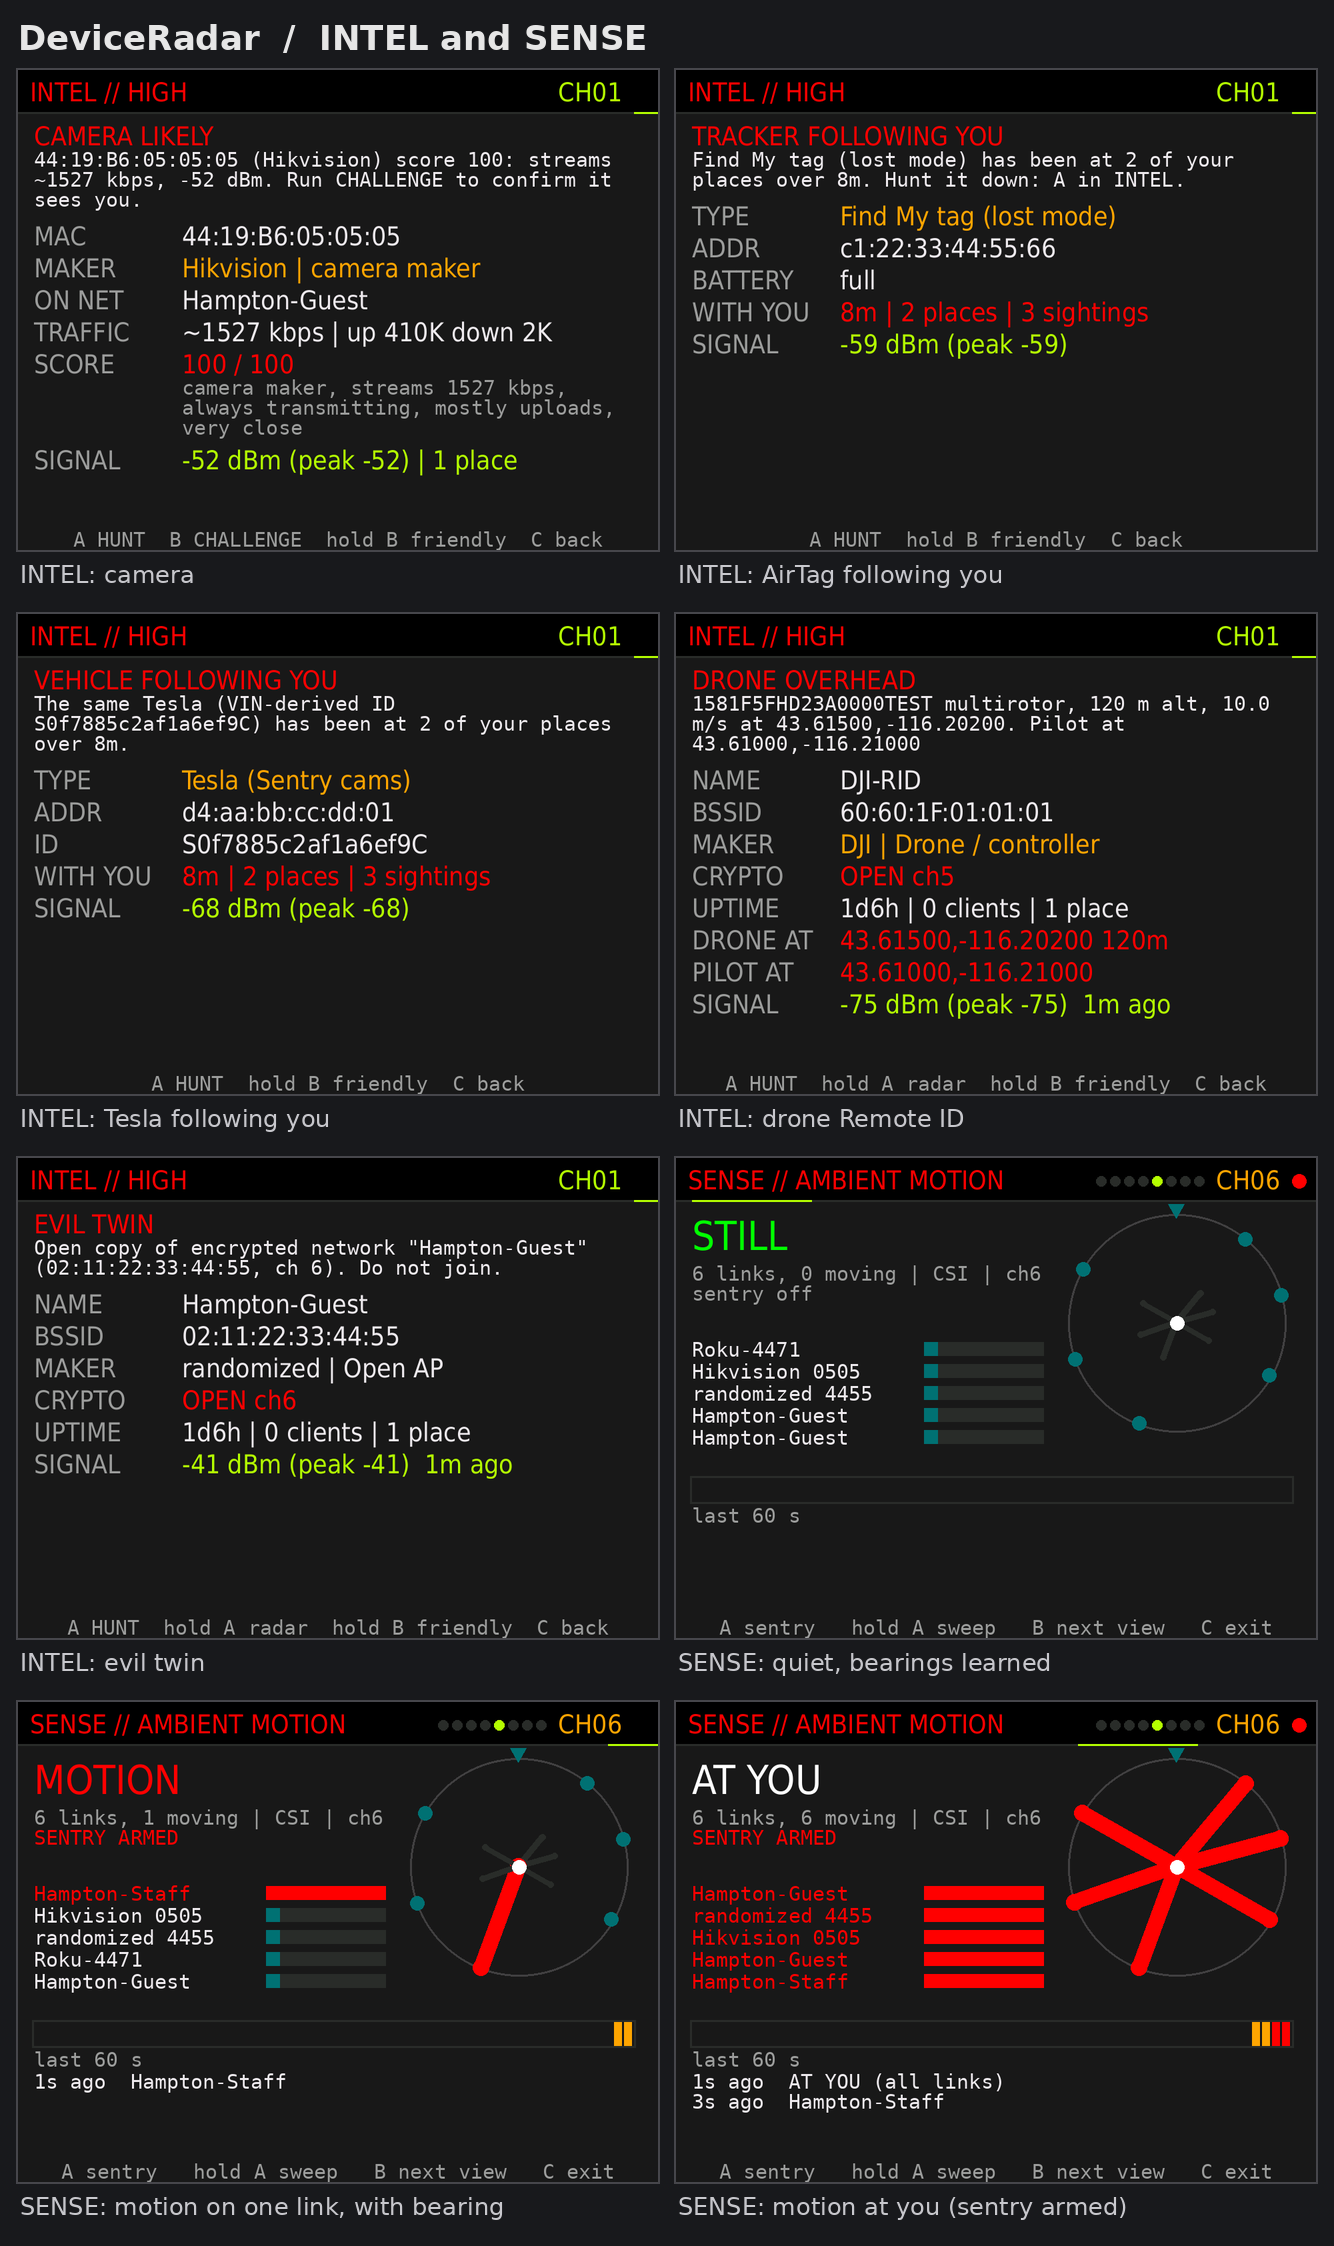 DeviceRadar / INTEL and SENSE
INTEL // HIGH CH01
CAMERA LIKELY
44:19:B6:05:05:05 (Hikvision) score 100: streams
~1527 kbps, -52 dBm. Run CHALLENGE to confirm it
sees you.
MAC 44:19:B6:05:05:05
MAKER Hikvision | camera maker
ON NET Hampton-Guest
TRAFFIC ~1527 kbps | up 410K down 2K
SCORE 100 / 100
camera maker, streams 1527 kbps,
always transmitting, mostly uploads,
very close
SIGNAL -52 dBm (peak -52) | 1 place
A HUNT B CHALLENGE hold B friendly C back
INTEL: camera
INTEL // HIGH CH01
TRACKER FOLLOWING YOU
Find My tag (lost mode) has been at 2 of your
places over 8m. Hunt it down: A in INTEL.
TYPE Find My tag (lost mode)
ADDR c1:22:33:44:55:66
BATTERY full
WITH YOU 8m | 2 places | 3 sightings
SIGNAL -59 dBm (peak -59)
A HUNT hold B friendly C back
INTEL: AirTag following you
INTEL // HIGH CH01
VEHICLE FOLLOWING YOU
The same Tesla (VIN-derived ID
S0f7885c2af1a6ef9C) has been at 2 of your places
over 8m.
TYPE Tesla (Sentry cams)
ADDR d4:aa:bb:cc:dd:01
ID S0f7885c2af1a6ef9C
WITH YOU 8m | 2 places | 3 sightings
SIGNAL -68 dBm (peak -68)
A HUNT hold B friendly C back
INTEL: Tesla following you
INTEL // HIGH CH01
DRONE OVERHEAD
1581F5FHD23A0000TEST multirotor, 120 m alt, 10.0
m/s at 43.61500,-116.20200. Pilot at
43.61000,-116.21000
NAME DJI-RID
BSSID 60:60:1F:01:01:01
MAKER DJI | Drone / controller
CRYPTO OPEN ch5
UPTIME 1d6h | 0 clients | 1 place
DRONE AT 43.61500,-116.20200 120m
PILOT AT 43.61000,-116.21000
SIGNAL -75 dBm (peak -75) 1m ago
A HUNT hold A radar hold B friendly C back
INTEL: drone Remote ID
INTEL // HIGH CH01
EVIL TWIN
Open copy of encrypted network "Hampton-Guest"
(02:11:22:33:44:55, ch 6). Do not join.
NAME Hampton-Guest
BSSID 02:11:22:33:44:55
MAKER randomized | Open AP
CRYPTO OPEN ch6
UPTIME 1d6h | 0 clients | 1 place
SIGNAL -41 dBm (peak -41) 1m ago
A HUNT hold A radar hold B friendly C back
INTEL: evil twin
SENSE // AMBIENT MOTION CH06
STILL
6 links, 0 moving | CSI | ch6
sentry off
Roku-4471
Hikvision 0505
randomized 4455
Hampton-Guest
Hampton-Guest
last 60 s
A sentry hold A sweep B next view C exit
SENSE: quiet, bearings learned
SENSE // AMBIENT MOTION CH06
MOTION
6 links, 1 moving | CSI | ch6
SENTRY ARMED
Hampton-Staff
Hikvision 0505
randomized 4455
Roku-4471
Hampton-Guest
last 60 s
1s ago Hampton-Staff
A sentry hold A sweep B next view C exit
SENSE: motion on one link, with bearing
SENSE // AMBIENT MOTION CH06
AT YOU
6 links, 6 moving | CSI | ch6
SENTRY ARMED
Hampton-Guest
randomized 4455
Hikvision 0505
Hampton-Guest
Hampton-Staff
last 60 s
1s ago AT YOU (all links)
3s ago Hampton-Staff
A sentry hold A sweep B next view C exit
SENSE: motion at you (sentry armed)